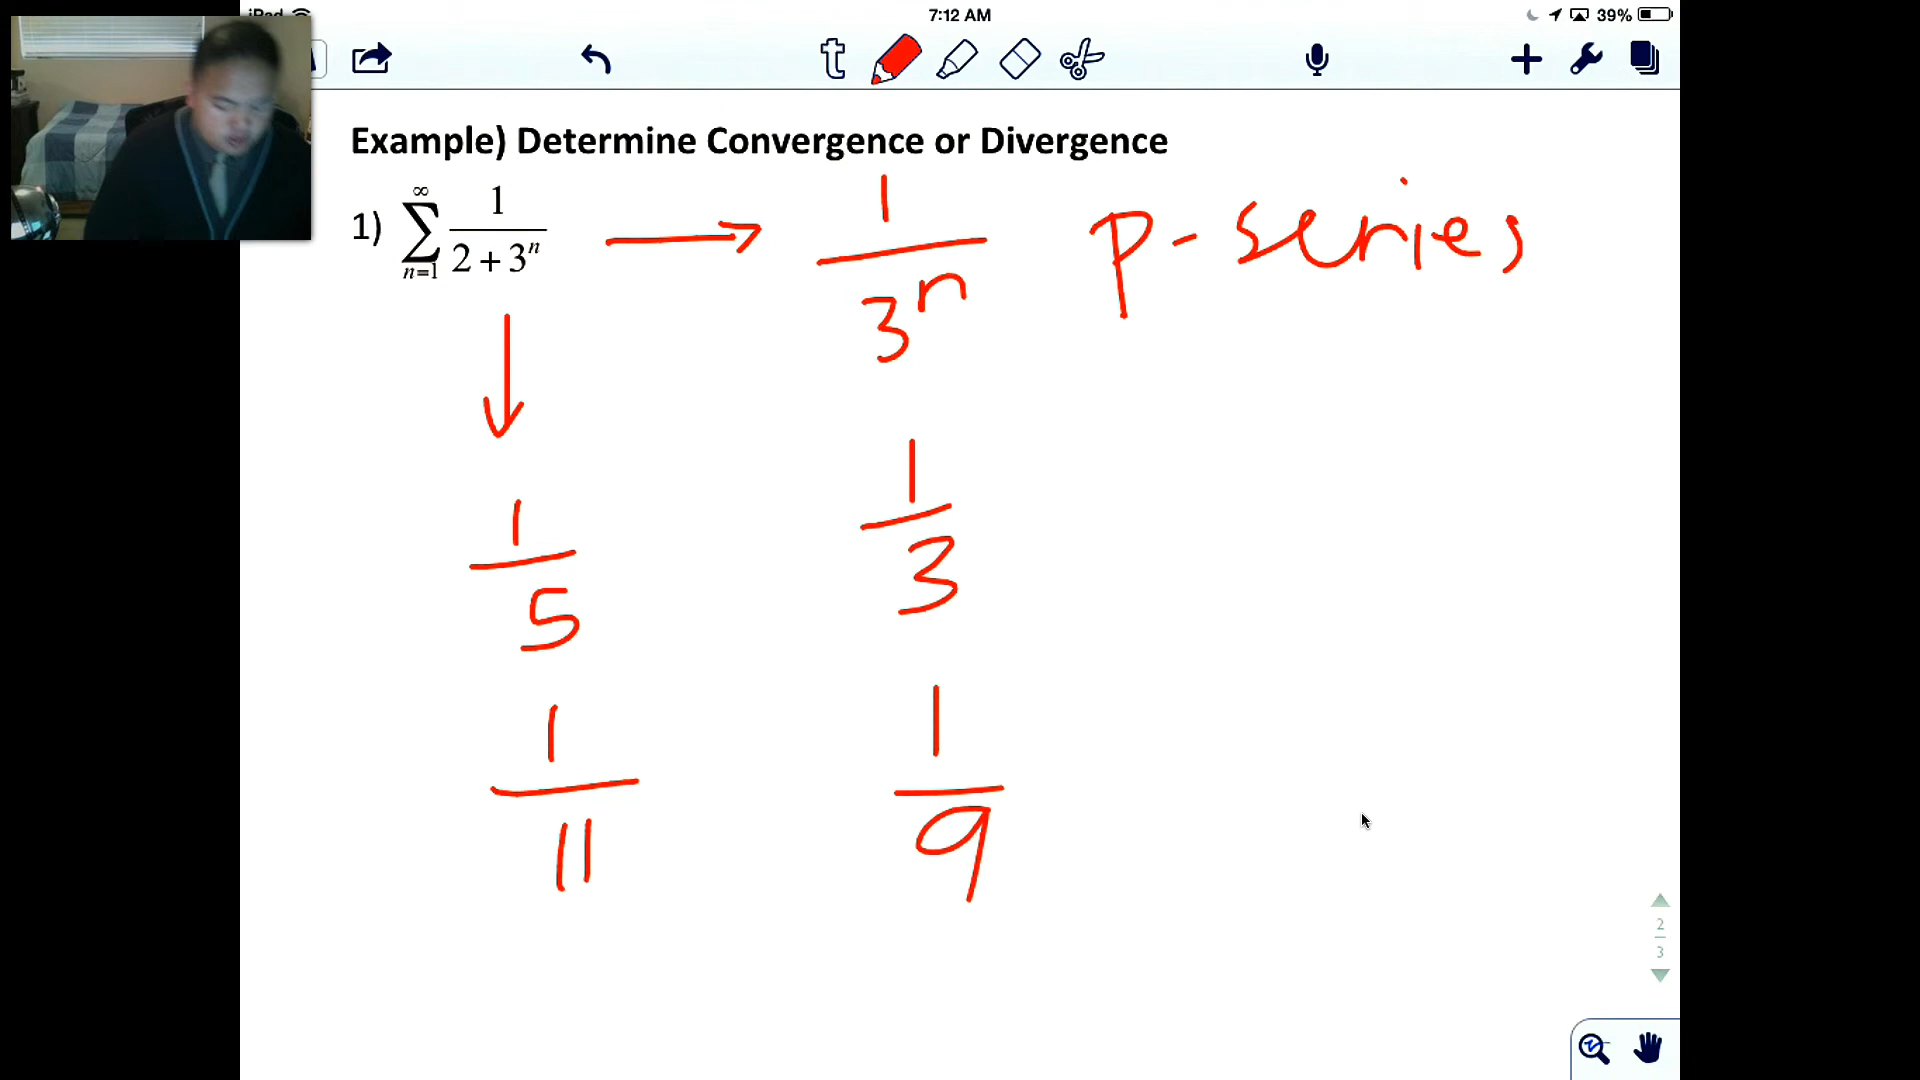 iPad 7:12 AM 39%
t
Example) Determine Convergence or Divergence
1) ∞ ∑ n=1 1 / 2 + 3^n → 1 / 3^n p-series
1/5 1/3
1/11 1/9
2
3